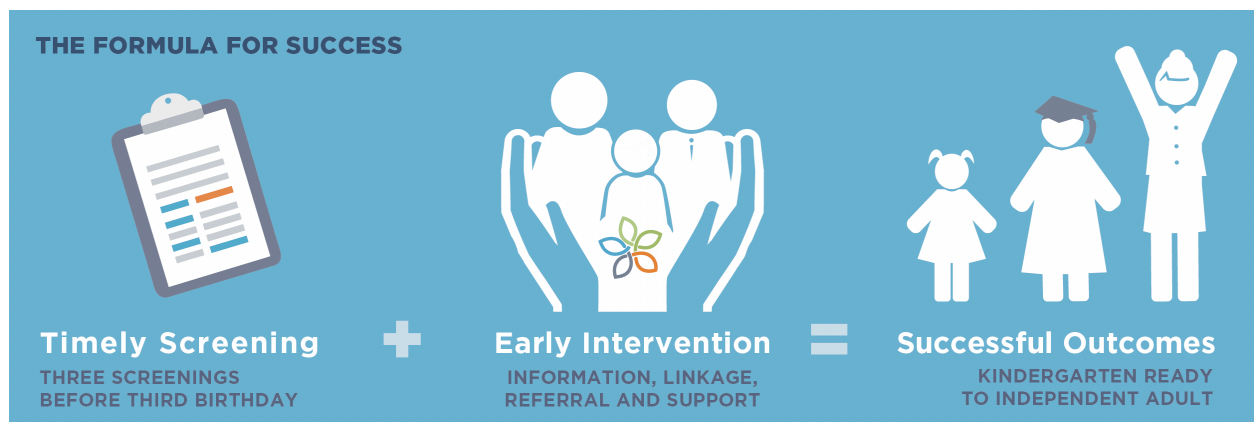 THE FORMULA FOR SUCCESS
Timely Screening
THREE SCREENINGS
BEFORE THIRD BIRTHDAY
+
Early Intervention
INFORMATION, LINKAGE,
REFERRAL AND SUPPORT
=
Successful Outcomes
KINDERGARTEN READY
TO INDEPENDENT ADULT